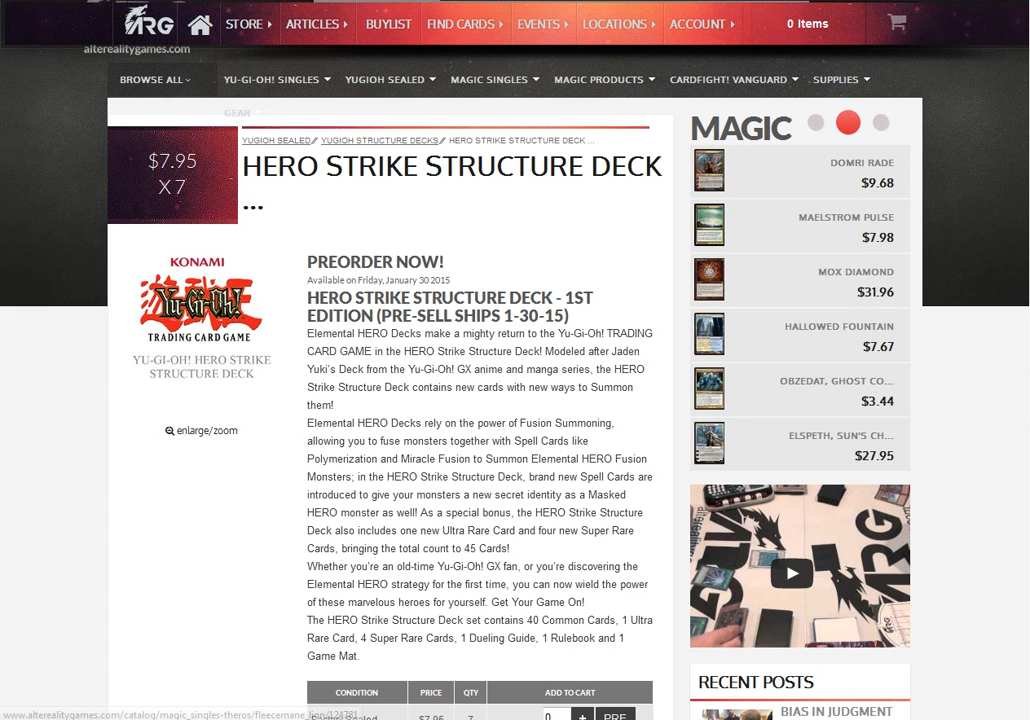 ARG
STORE
ARTICLES
BUYLIST
FIND CARDS
EVENTS
LOCATIONS
ACCOUNT
0 Items
altereality​games.com
BROWSE ALL
YU-GI-OH! SINGLES
YUGIOH SEALED
MAGIC SINGLES
MAGIC PRODUCTS
CARDFIGHT! VANGUARD
SUPPLIES
GEAR
$7.95
X 7
YUGIOH SEALED// YUGIOH STRUCTURE DECKS// HERO STRIKE STRUCTURE DECK ...
HERO STRIKE STRUCTURE DECK
...
KONAMI
Yu-Gi-Oh!
TRADING CARD GAME
YU-GI-OH! HERO STRIKE
STRUCTURE DECK
enlarge/zoom
PREORDER NOW!
Available on Friday, January 30 2015
HERO STRIKE STRUCTURE DECK - 1ST
EDITION (PRE-SELL SHIPS 1-30-15)
Elemental HERO Decks make a mighty return to the Yu-Gi-Oh! TRADING
CARD GAME in the HERO Strike Structure Deck! Modeled after Jaden
Yuki's Deck from the Yu-Gi-Oh! GX anime and manga series, the HERO
Strike Structure Deck contains new cards with new ways to Summon
them!
Elemental HERO Decks rely on the power of Fusion Summoning,
allowing you to fuse monsters together with Spell Cards like
Polymerization and Miracle Fusion to Summon Elemental HERO Fusion
Monsters; in the HERO Strike Structure Deck, brand new Spell Cards are
introduced to give your monsters a new secret identity as a Masked
HERO monster as well! As a special bonus, the HERO Strike Structure
Deck also includes one new Ultra Rare Card and four new Super Rare
Cards, bringing the total count to 45 Cards!
Whether you're an old-time Yu-Gi-Oh! GX fan, or you're discovering the
Elemental HERO strategy for the first time, you can now wield the power
of these marvelous heroes for yourself. Get Your Game On!
The HERO Strike Structure Deck set contains 40 Common Cards, 1 Ultra
Rare Card, 4 Super Rare Cards, 1 Dueling Guide, 1 Rulebook and 1
Game Mat.
CONDITION
PRICE
QTY
ADD TO CART
$7.95
7
0
+
PRE
MAGIC
DOMRI RADE
$9.68
MAELSTROM PULSE
$7.98
MOX DIAMOND
$31.96
HALLOWED FOUNTAIN
$7.67
OBZEDAT, GHOST CO...
$3.44
ELSPETH, SUN'S CH...
$27.95
ARG
RECENT POSTS
BIAS IN JUDGMENT
www.alterealitygames.com/catalog/magic_singles-theros/fleecemane_lion/124781